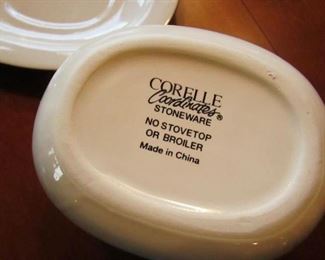 CORELLE
Coordinates®
STONEWARE
NO STOVETOP
OR BROILER
Made in China